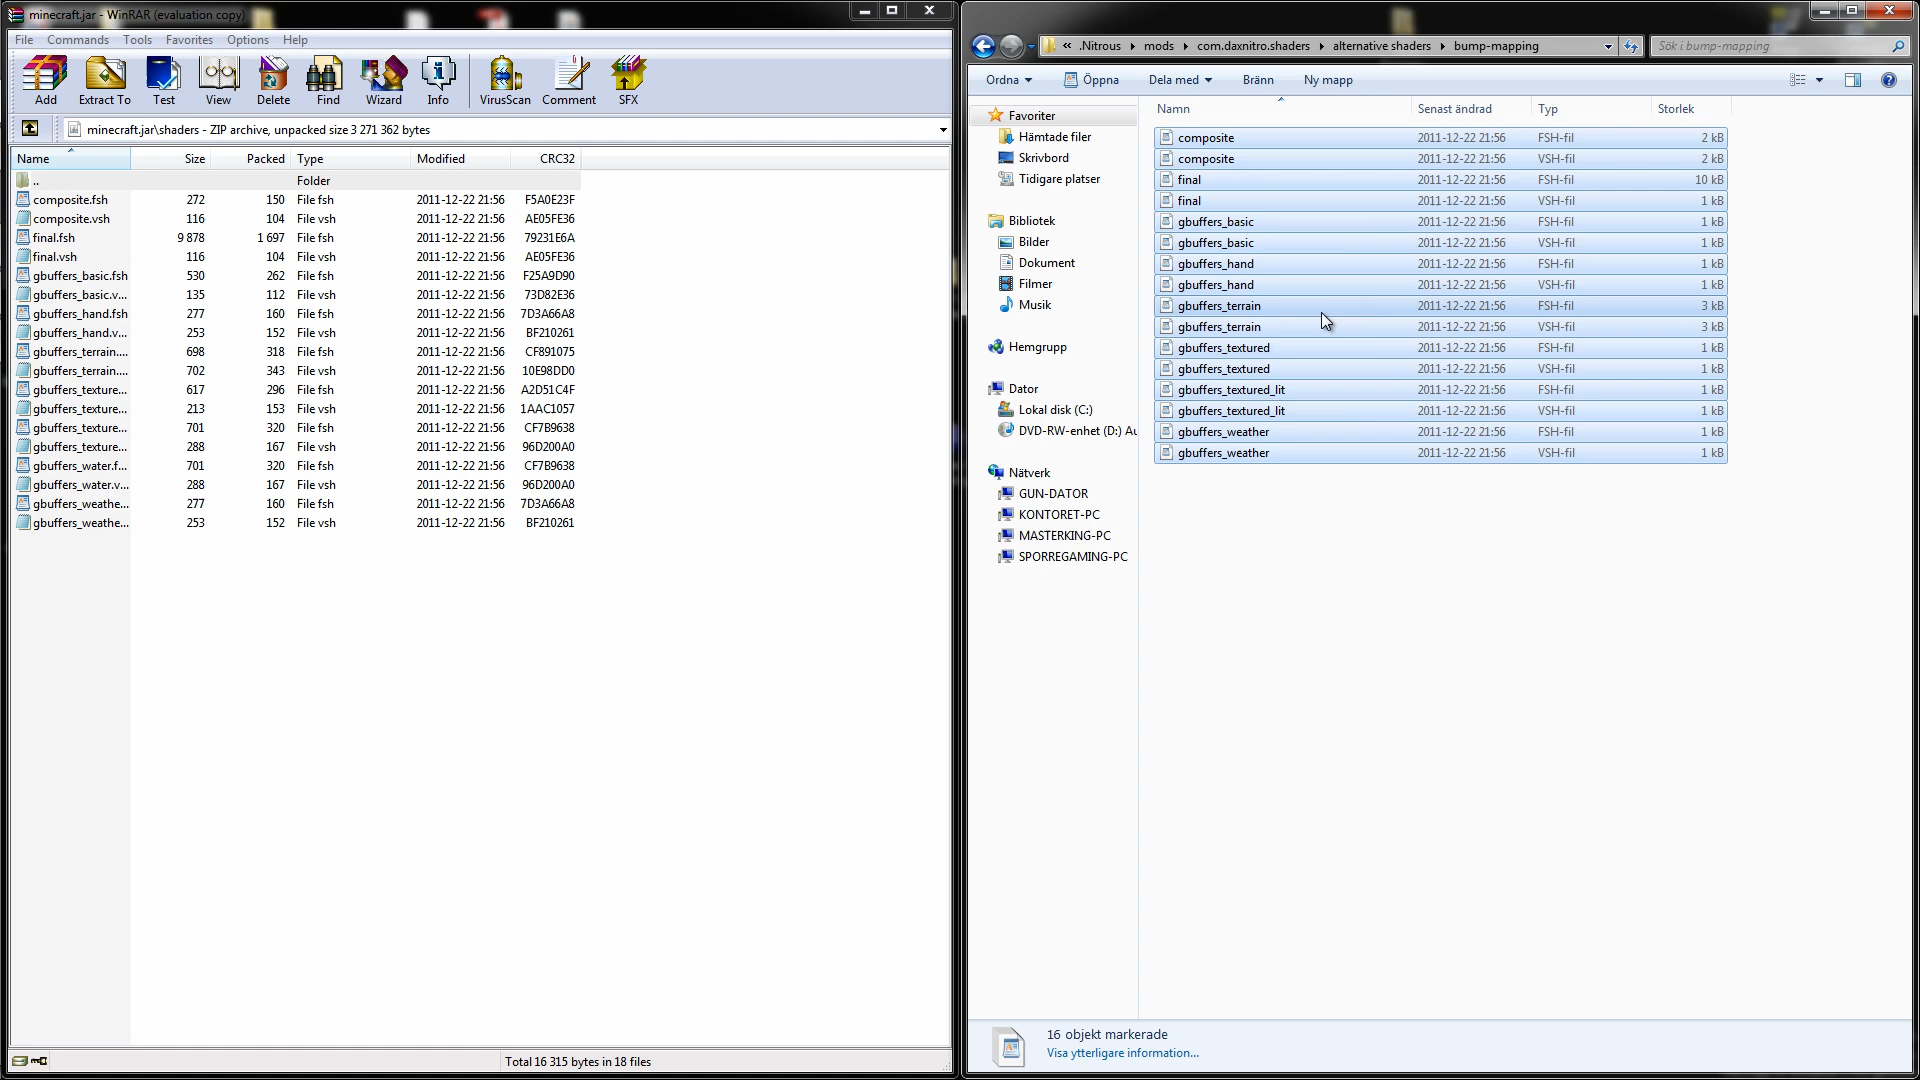 minecraft.jar - WinRAR (evaluation copy)
File Commands Tools Favorites Options Help
Add Extract To Test View Delete Find Wizard Info VirusScan Comment SFX
minecraft.jar\shaders - ZIP archive, unpacked size 3 271 362 bytes
Name Size Packed Type Modified CRC32
.. Folder
composite.fsh 272 150 File fsh 2011-12-22 21:56 F5A0E23F
composite.vsh 116 104 File vsh 2011-12-22 21:56 AE05FE36
final.fsh 9 878 1 697 File fsh 2011-12-22 21:56 79231E6A
final.vsh 116 104 File vsh 2011-12-22 21:56 AE05FE36
gbuffers_basic.fsh 530 262 File fsh 2011-12-22 21:56 F25A9D90
gbuffers_basic.v... 135 112 File vsh 2011-12-22 21:56 73D82E36
gbuffers_hand.fsh 277 160 File fsh 2011-12-22 21:56 7D3A66A8
gbuffers_hand.v... 253 152 File vsh 2011-12-22 21:56 BF210261
gbuffers_terrain.... 698 318 File fsh 2011-12-22 21:56 CF891075
gbuffers_terrain.... 702 343 File vsh 2011-12-22 21:56 10E98DD0
gbuffers_texture... 617 296 File fsh 2011-12-22 21:56 A2D51C4F
gbuffers_texture... 213 153 File vsh 2011-12-22 21:56 1AAC1057
gbuffers_texture... 701 320 File fsh 2011-12-22 21:56 CF7B9638
gbuffers_texture... 288 167 File vsh 2011-12-22 21:56 96D200A0
gbuffers_water.f... 701 320 File fsh 2011-12-22 21:56 CF7B9638
gbuffers_water.v... 288 167 File vsh 2011-12-22 21:56 96D200A0
gbuffers_weathe... 277 160 File fsh 2011-12-22 21:56 7D3A66A8
gbuffers_weathe... 253 152 File vsh 2011-12-22 21:56 BF210261
Total 16 315 bytes in 18 files
« .Nitrous mods com.daxnitro.shaders alternative shaders bump-mapping Sök i bump-mapping
Ordna Öppna Dela med Bränn Ny mapp
Favoriter
Hämtade filer
Skrivbord
Tidigare platser
Bibliotek
Bilder
Dokument
Filmer
Musik
Hemgrupp
Dator
Lokal disk (C:)
DVD-RW-enhet (D:) Au
Nätverk
GUN-DATOR
KONTORET-PC
MASTERKING-PC
SPORREGAMING-PC
Namn Senast ändrad Typ Storlek
composite 2011-12-22 21:56 FSH-fil 2 kB
composite 2011-12-22 21:56 VSH-fil 2 kB
final 2011-12-22 21:56 FSH-fil 10 kB
final 2011-12-22 21:56 VSH-fil 1 kB
gbuffers_basic 2011-12-22 21:56 FSH-fil 1 kB
gbuffers_basic 2011-12-22 21:56 VSH-fil 1 kB
gbuffers_hand 2011-12-22 21:56 FSH-fil 1 kB
gbuffers_hand 2011-12-22 21:56 VSH-fil 1 kB
gbuffers_terrain 2011-12-22 21:56 FSH-fil 3 kB
gbuffers_terrain 2011-12-22 21:56 VSH-fil 3 kB
gbuffers_textured 2011-12-22 21:56 FSH-fil 1 kB
gbuffers_textured 2011-12-22 21:56 VSH-fil 1 kB
gbuffers_textured_lit 2011-12-22 21:56 FSH-fil 1 kB
gbuffers_textured_lit 2011-12-22 21:56 VSH-fil 1 kB
gbuffers_weather 2011-12-22 21:56 FSH-fil 1 kB
gbuffers_weather 2011-12-22 21:56 VSH-fil 1 kB
16 objekt markerade
Visa ytterligare information...